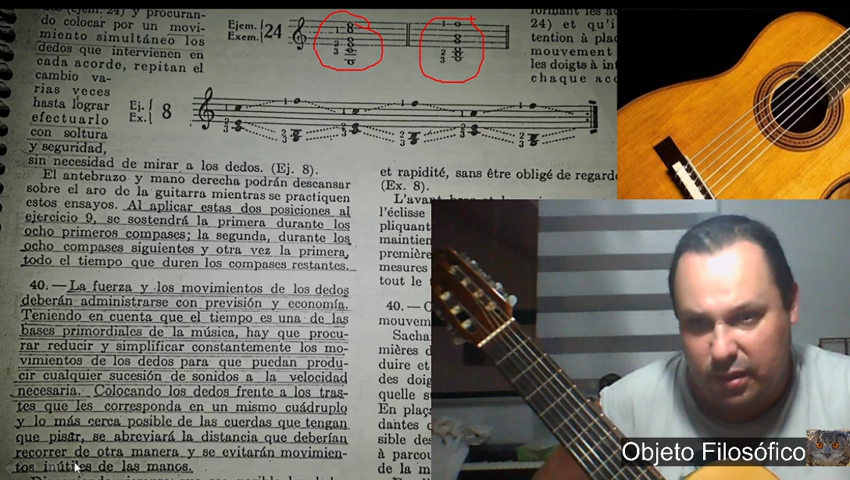 dos (Ejem. 24) y procuran-
do colocar por un movi-
miento simultáneo los
dedos que intervienen en
cada acorde, repitan el
cambio va-
rias veces
hasta lograr
efectuarlo
con soltura
y seguridad,
sin necesidad de mirar a los dedos. (Ej. 8).
El antebrazo y mano derecha podrán descansar
sobre el aro de la guitarra mientras se practiquen
estos ensayos. Al aplicar estas dos posiciones al
ejercicio 9, se sostendrá la primera durante los
ocho primeros compases; la segunda, durante los
ocho compases siguientes y otra vez la primera,
todo el tiempo que duren los compases restantes.
40. — La fuerza y los movimientos de los dedos
deberán administrarse con previsión y economía.
Teniendo en cuenta que el tiempo es una de las
bases primordiales de la música, hay que procu-
rar reducir y simplificar constantemente los mo-
vimientos de los dedos para que puedan produ-
cir cualquier sucesión de sonidos a la velocidad
necesaria. Colocando los dedos frente a los tras-
tes que les corresponda en un mismo cuádruplo
y lo más cerca posible de las cuerdas que tengan
que pisar, se abreviará la distancia que deberían
recorrer de otra manera y se evitarán movimien-
tos inútiles de las manos.
Ejem.
Exem. 24
Ej.
Ex. 8
formant les
24) et qu'i
tention à plac
mouvement
les doigts à int
chaque acc
et rapidité, sans être obligé de regarde
(Ex. 8).
L'avant
l'éclisse
pliquant
maintien
première
mesures
tout le t
40. — C
mouvem
Sacha
mières d
duire et
des doig
quelle s
En plaça
dantes c
sible des
à parcou
de la m
Objeto Filosófico